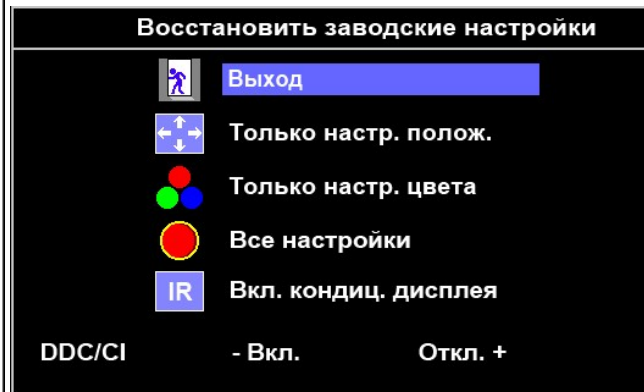 Восстановить заводские настройки
Выход
Только настр. полож.
Только настр. цвета
Все настройки
IR Вкл. кондиц. дисплея
DDC/CI - Вкл. Откл. +